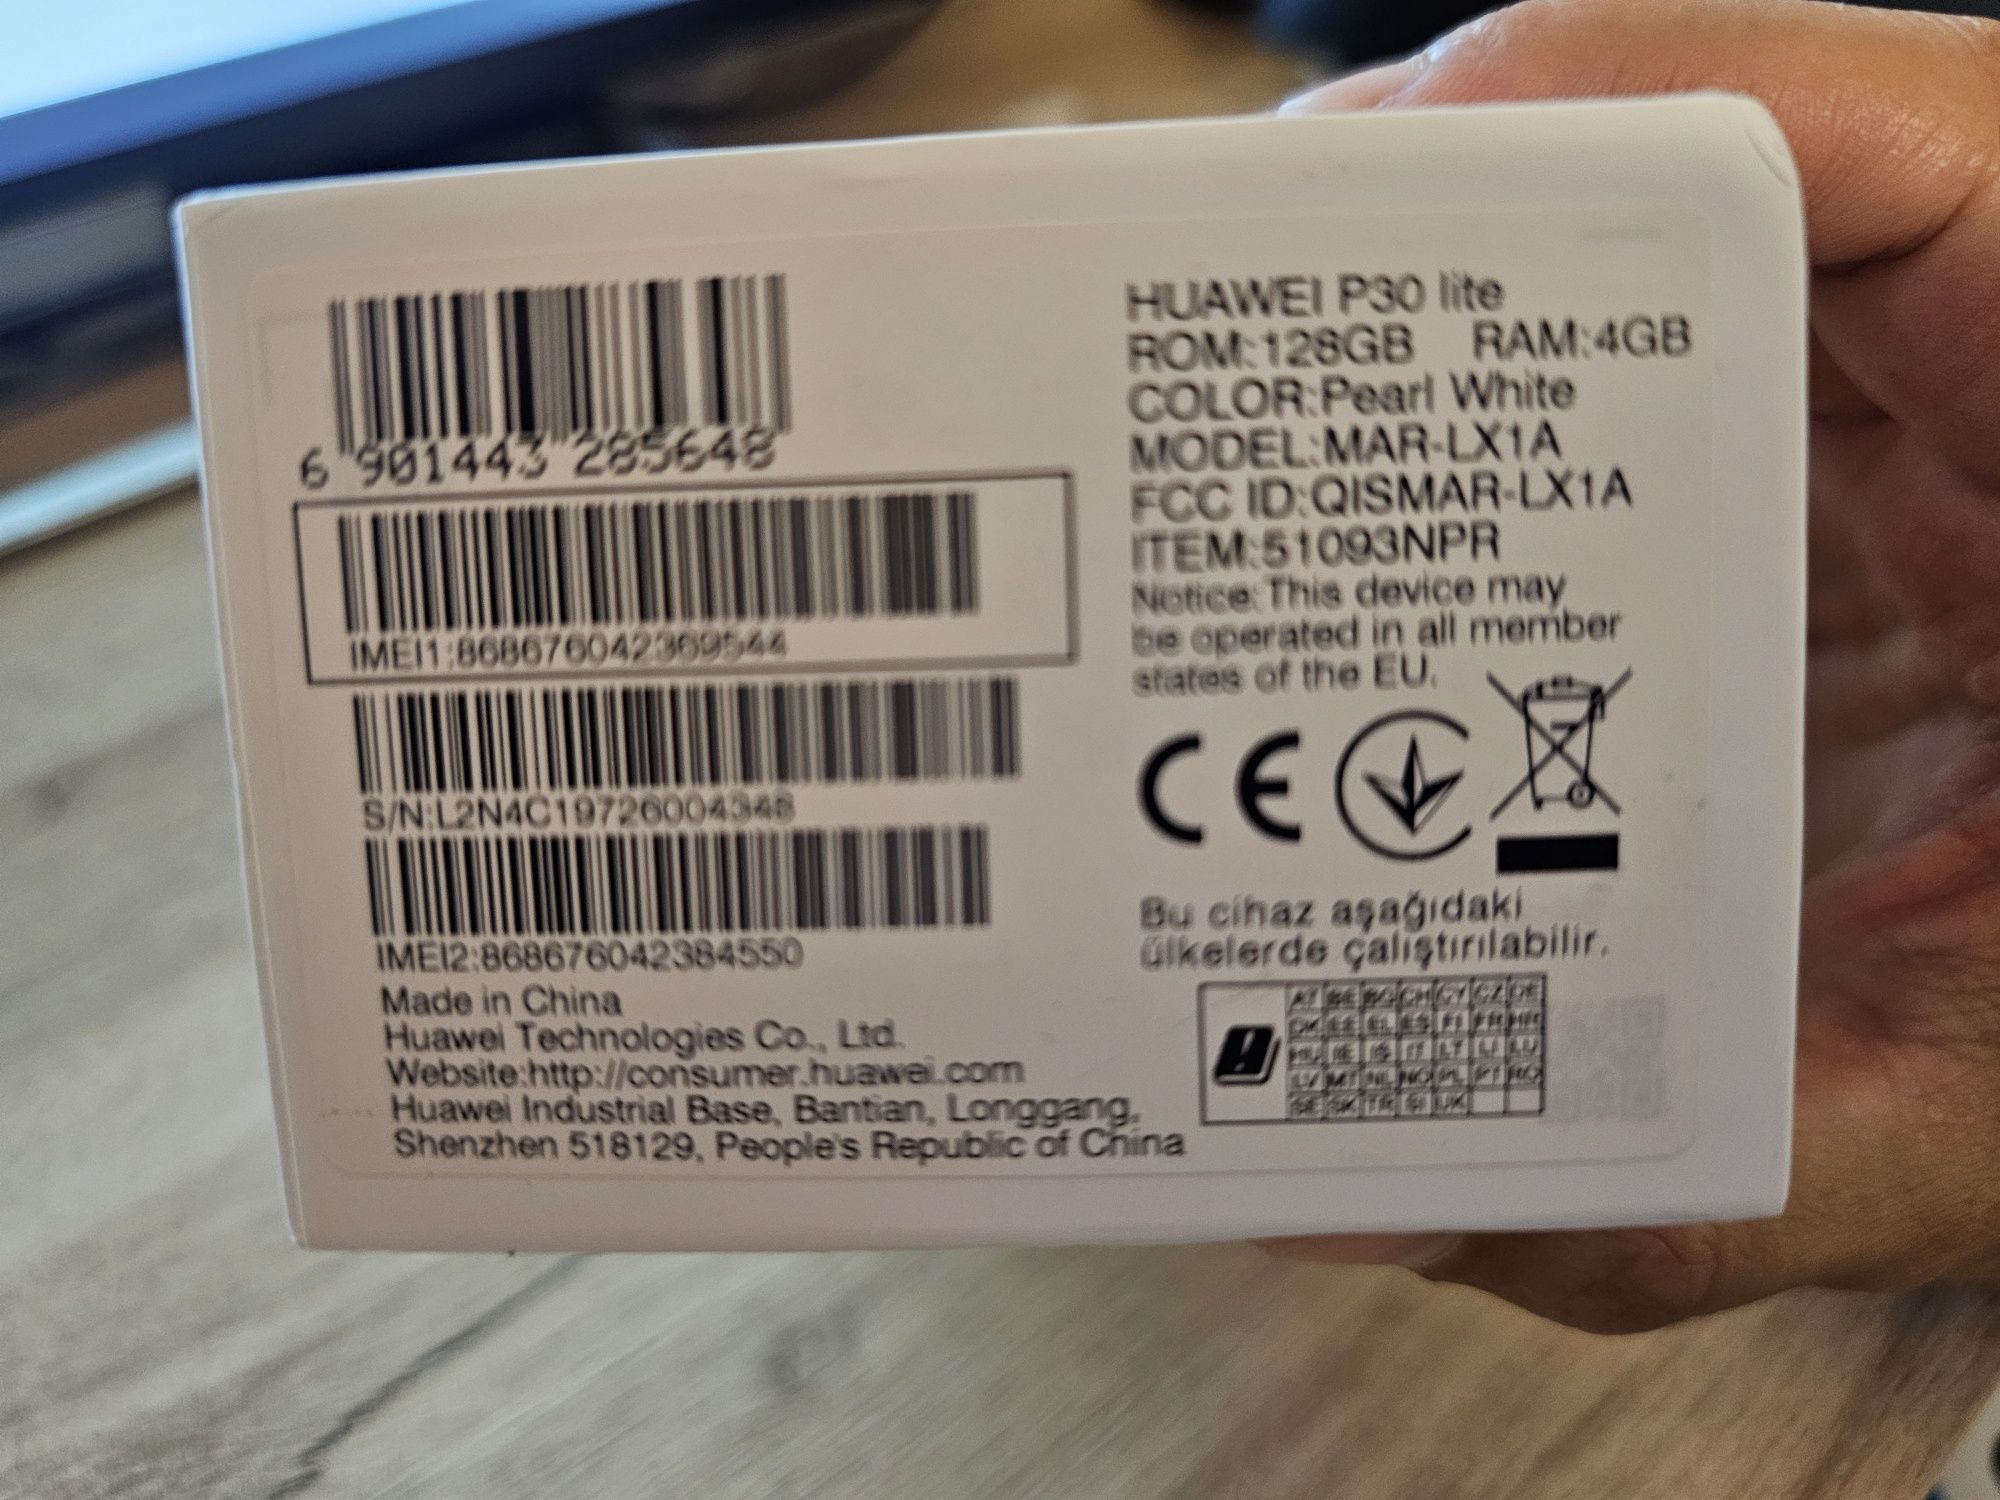 6 901443 285648
IMEI1:868676042369544
S/N:L2N4C19726004348
IMEI2:868676042384550
Made in China
Huawei Technologies Co., Ltd.
Website:http://consumer.huawei.com
Huawei Industrial Base, Bantian, Longgang,
Shenzhen 518129, People's Republic of China
HUAWEI P30 lite
ROM:128GB RAM:4GB
COLOR:Pearl White
MODEL:MAR-LX1A
FCC ID:QISMAR-LX1A
ITEM:51093NPR
Notice:This device may
be operated in all member
states of the EU.
CE
Bu cihaz aşağıdaki
ülkelerde çalıştırılabilir.
AT BE BG CH CY CZ DE
DK EE EL ES FI FR HR
HU IE IS IT LT LI LU
LV MT NL NO PL PT RO
SE SK TR SI UK